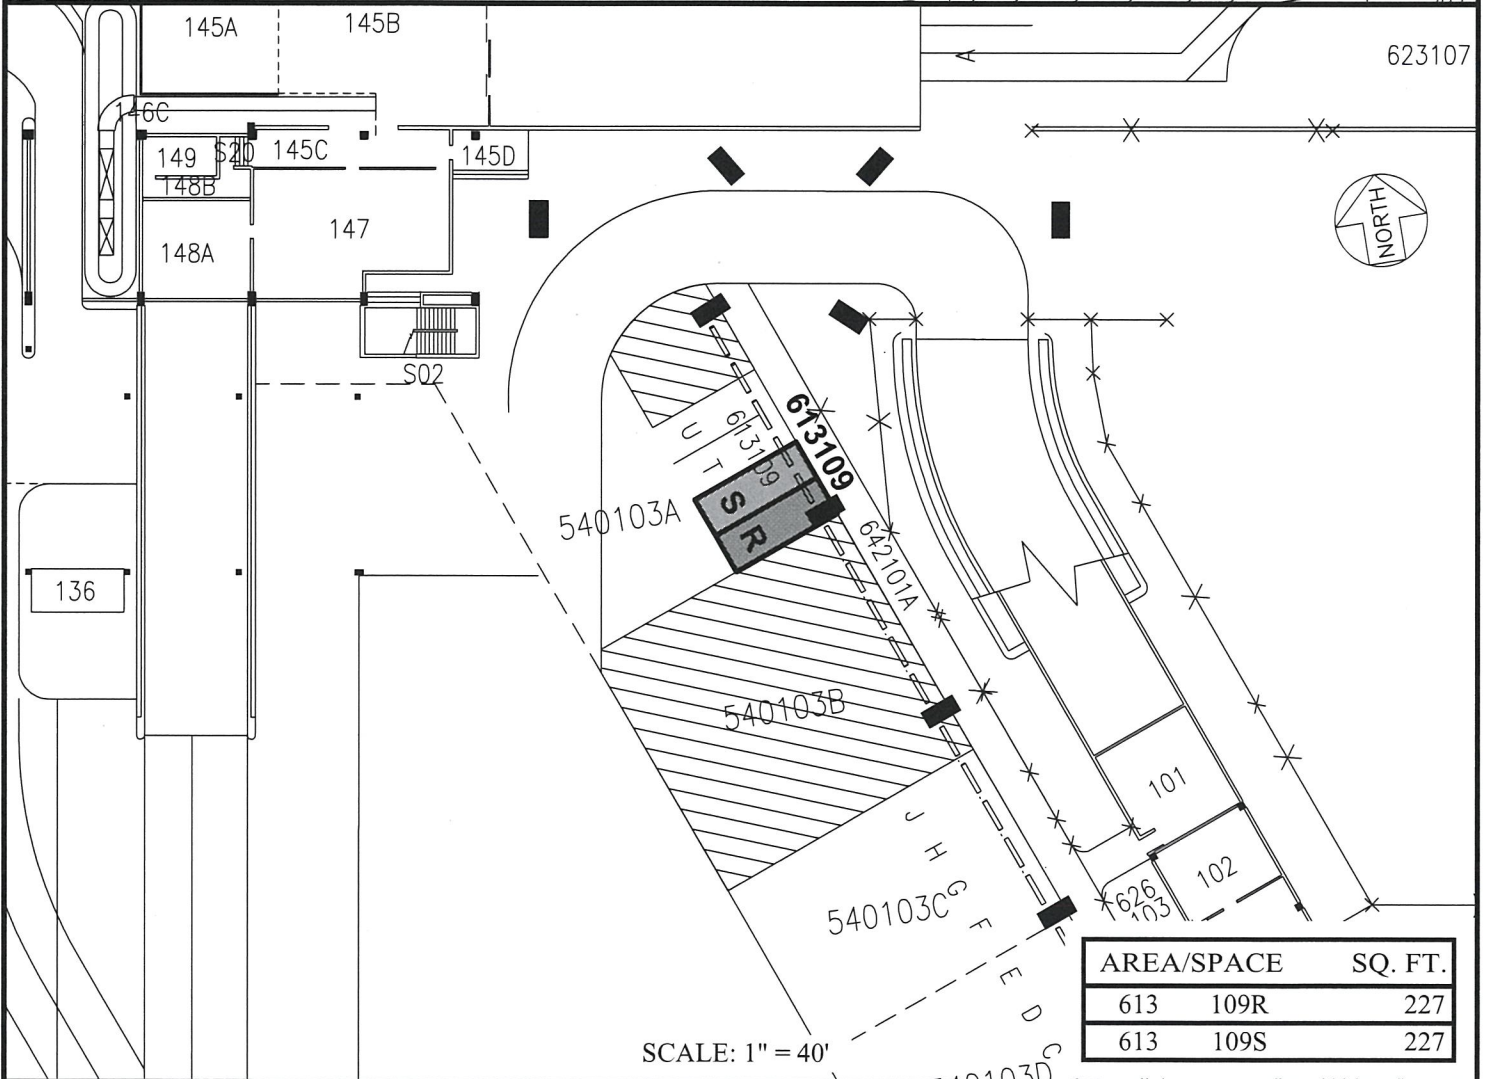 145A
145B
A
623107
146C
149
S20
145C
145D
148B
147
148A
NORTH
S02
613109
613109
U
T
S
R
540103A
642101A
136
540103B
101
J
H
G
F
E
D
C
102
626
103
540103C
AREA/SPACE SQ. FT.
613 109R 227
613 109S 227
SCALE: 1" = 40'